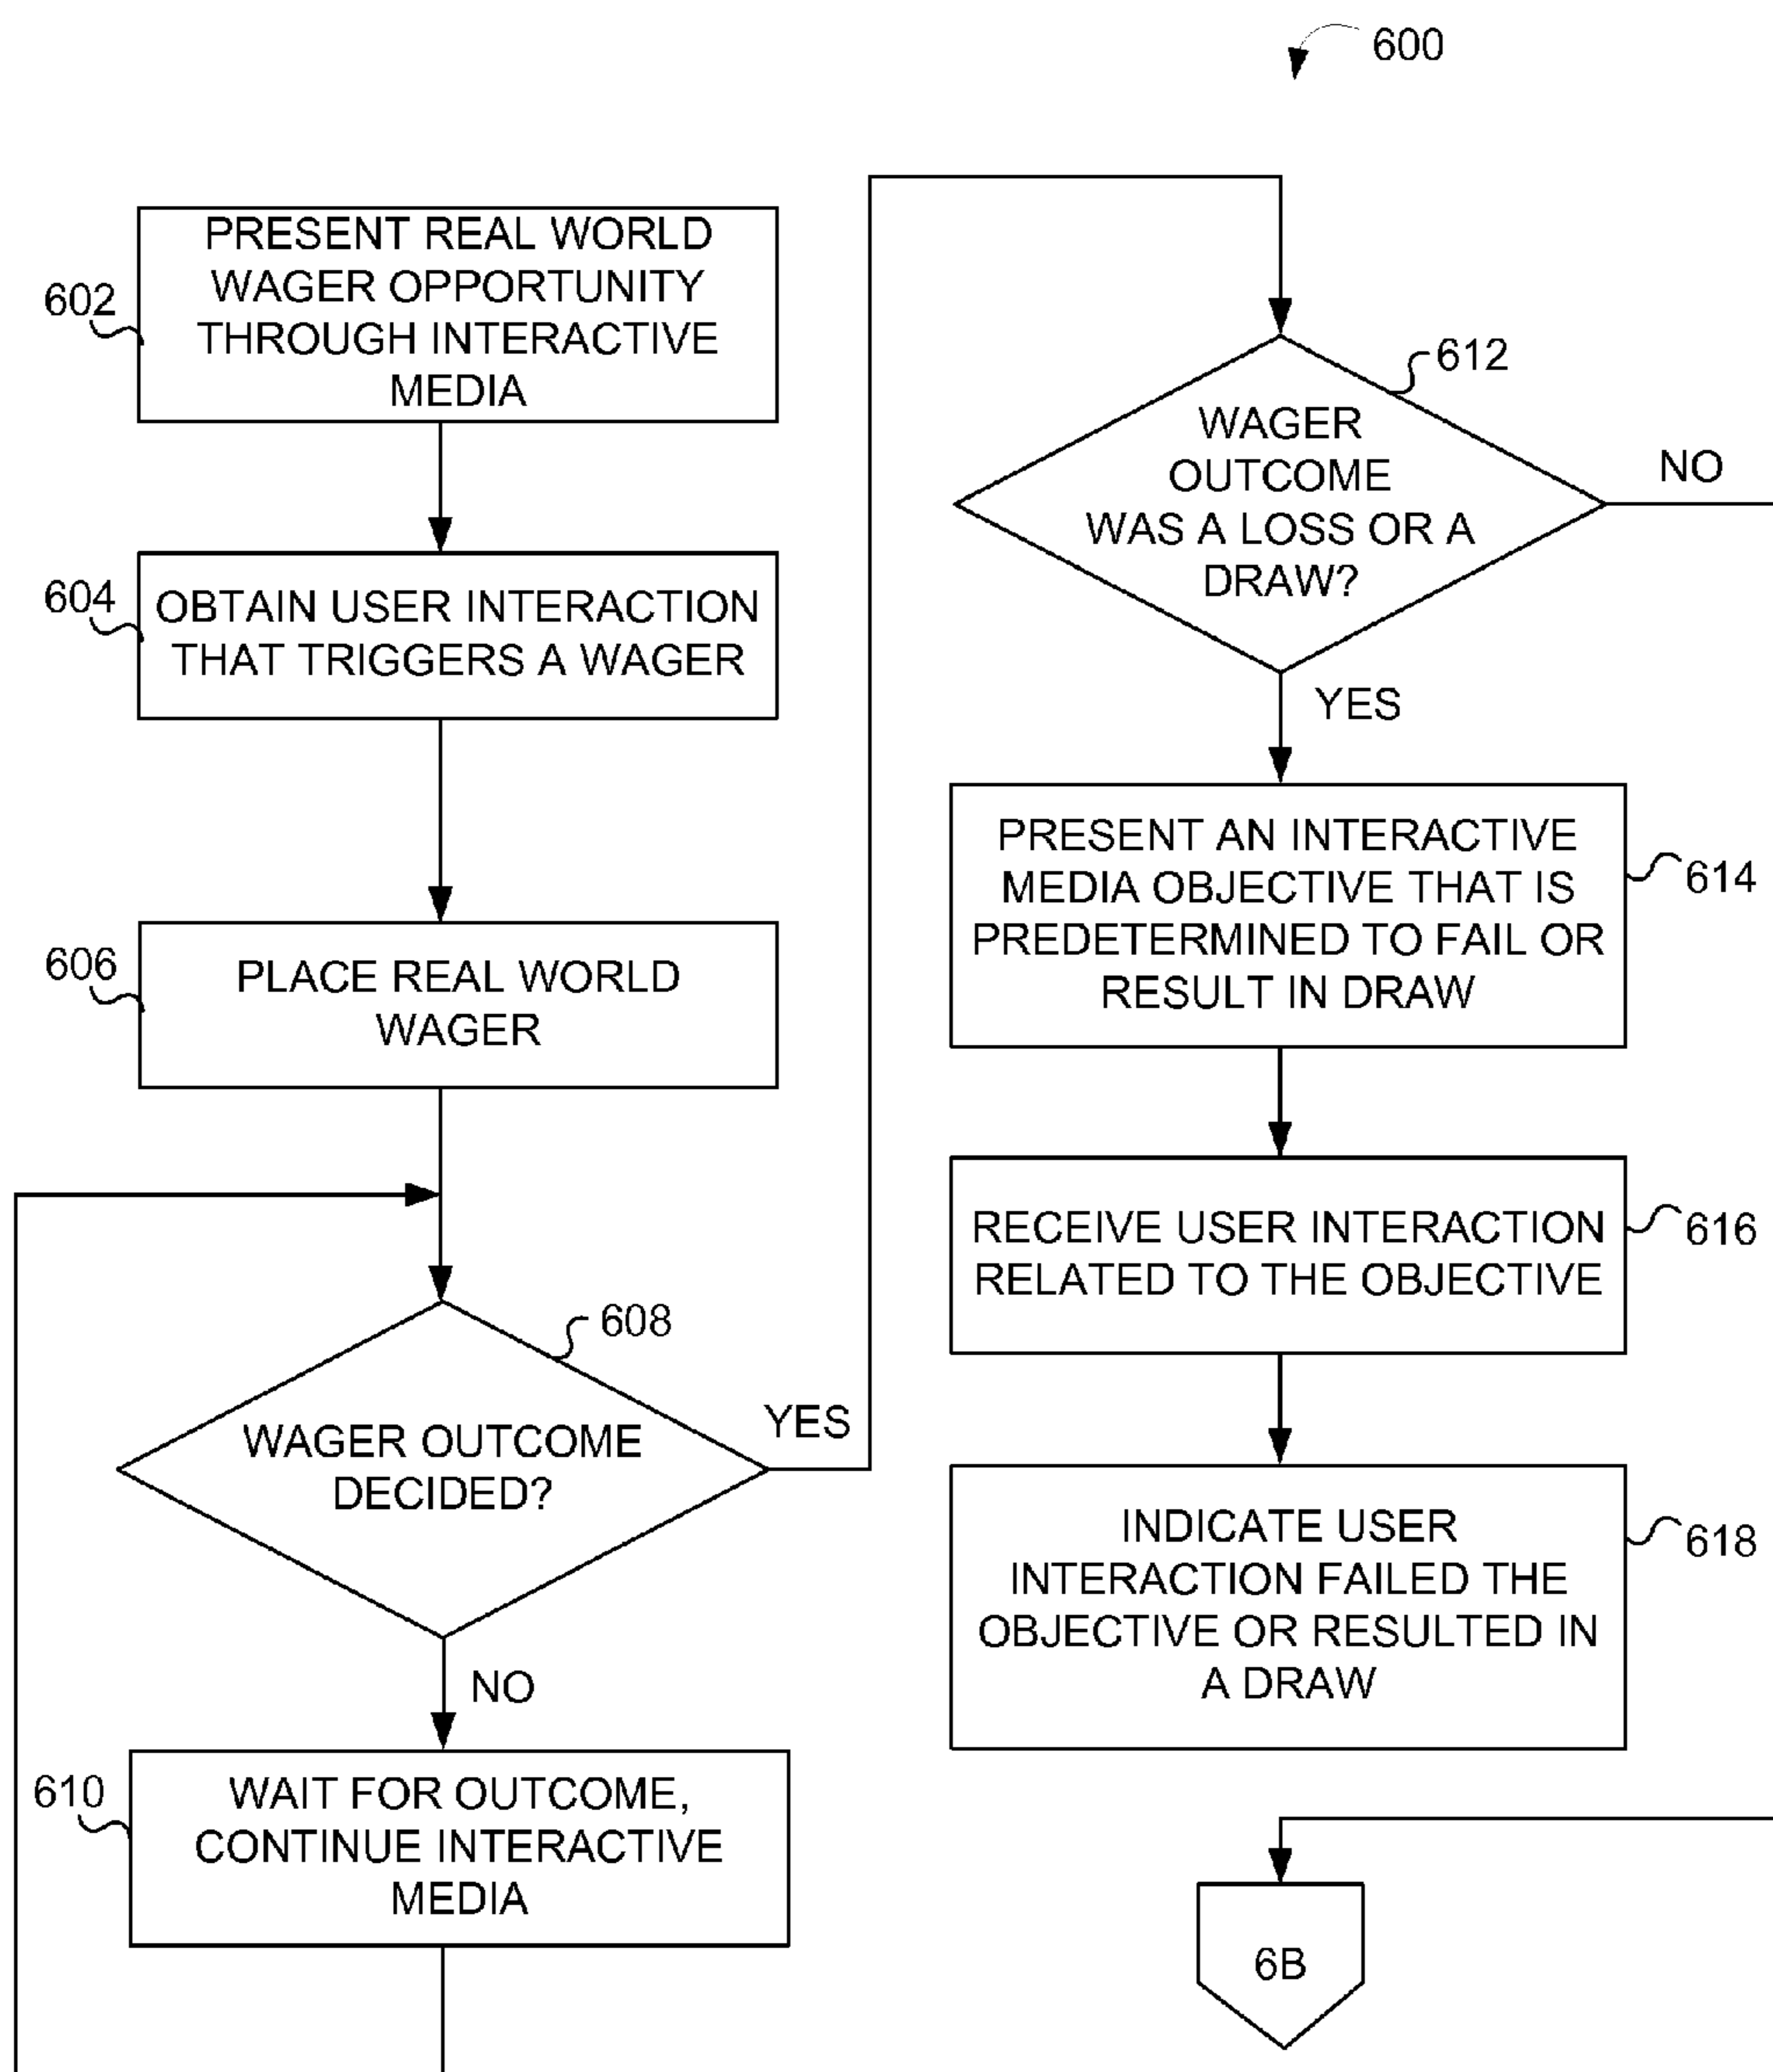 600
602
PRESENT REAL WORLD
WAGER OPPORTUNITY
THROUGH INTERACTIVE
MEDIA
604
OBTAIN USER INTERACTION
THAT TRIGGERS A WAGER
606
PLACE REAL WORLD
WAGER
608
WAGER OUTCOME
DECIDED?
YES
NO
610
WAIT FOR OUTCOME,
CONTINUE INTERACTIVE
MEDIA
612
WAGER
OUTCOME
WAS A LOSS OR A
DRAW?
NO
YES
PRESENT AN INTERACTIVE
MEDIA OBJECTIVE THAT IS
PREDETERMINED TO FAIL OR
RESULT IN DRAW
614
RECEIVE USER INTERACTION
RELATED TO THE OBJECTIVE
616
INDICATE USER
INTERACTION FAILED THE
OBJECTIVE OR RESULTED IN
A DRAW
618
6B